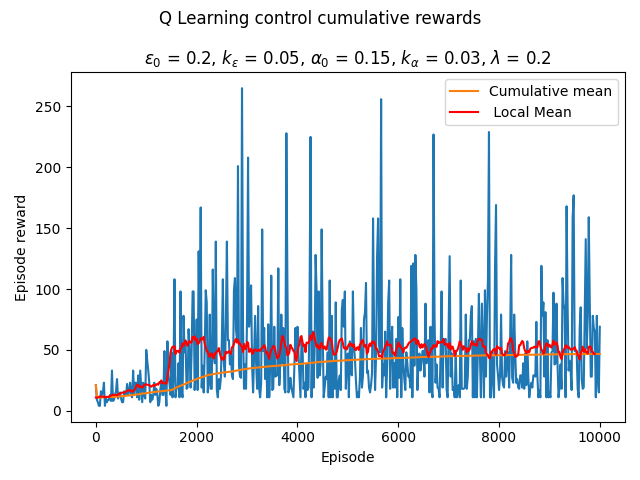 Q Learning control cumulative rewards
ε₀ = 0.2, kε = 0.05, α₀ = 0.15, kα = 0.03, λ = 0.2
Cumulative mean
Local Mean
250
200
150
100
50
0
Episode reward
0 2000 4000 6000 8000 10000
Episode